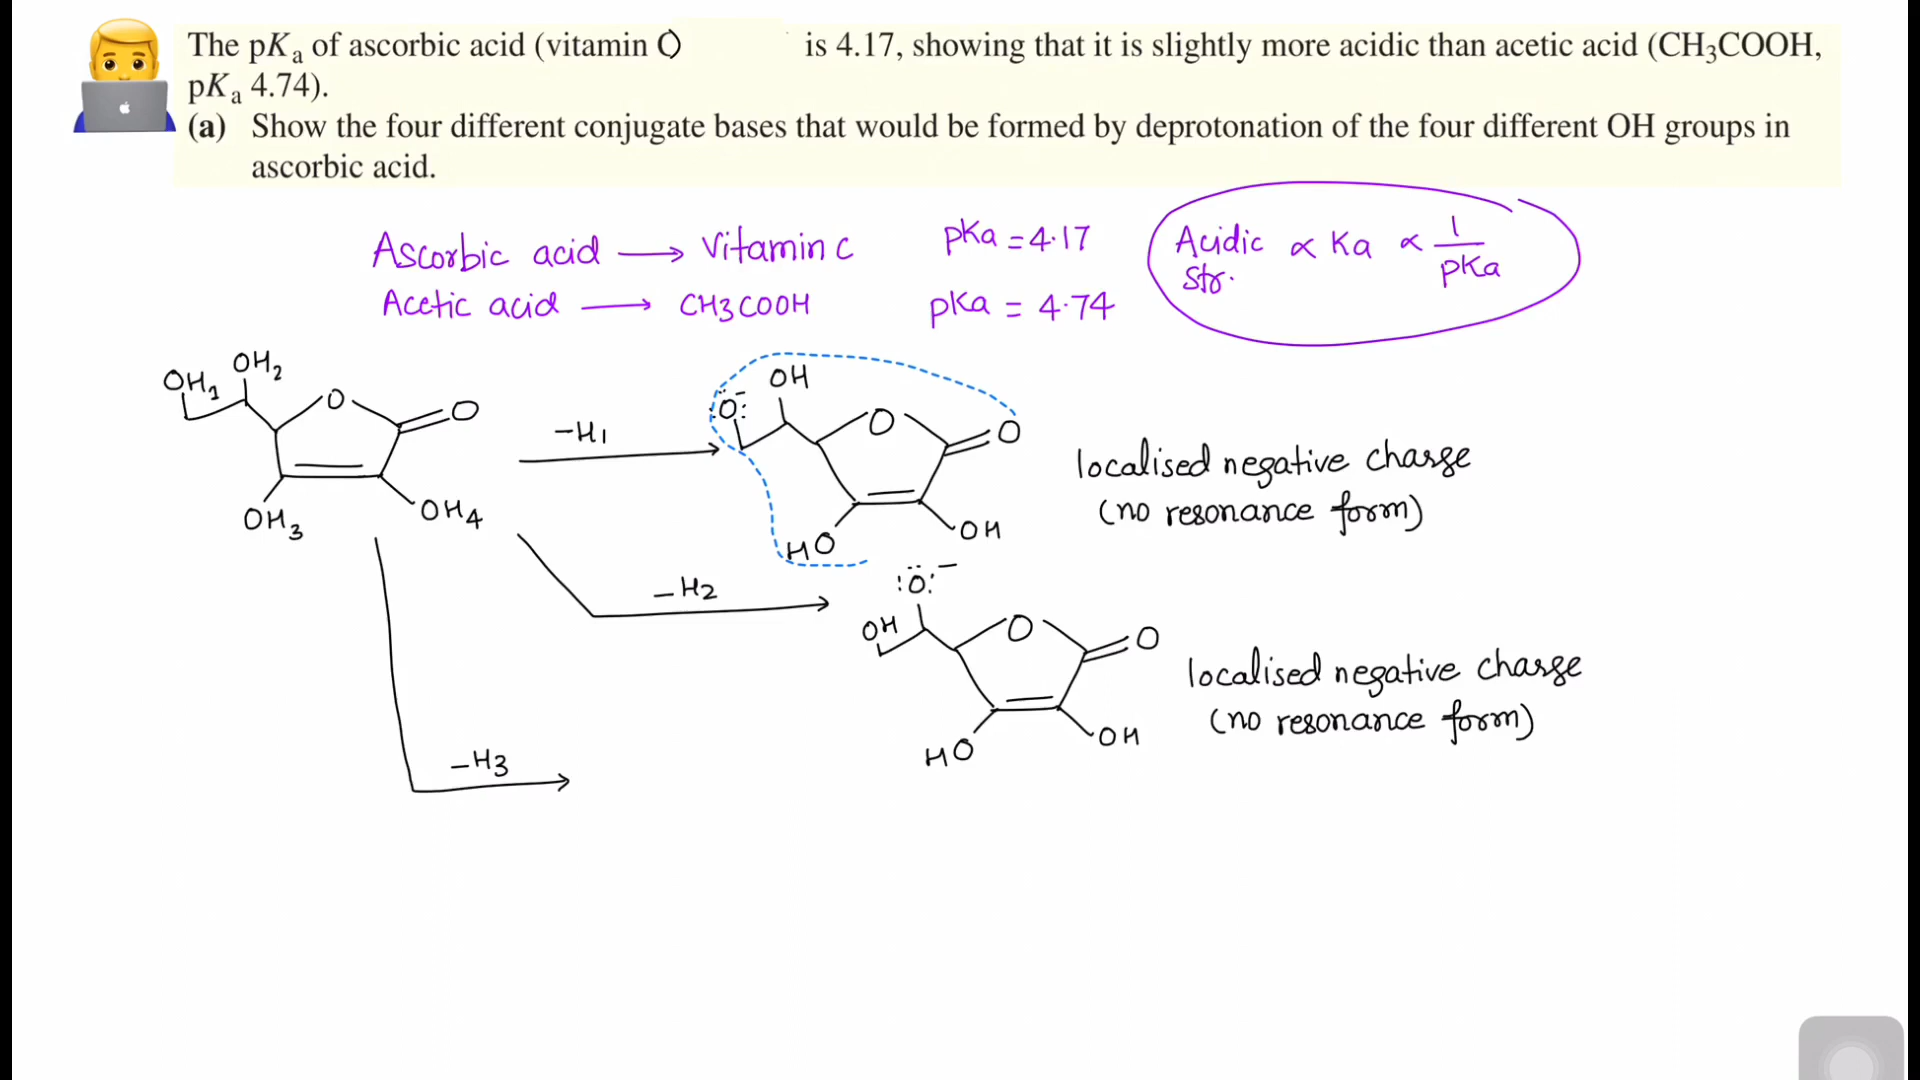 The pKa of ascorbic acid (vitamin C) is 4.17, showing that it is slightly more acidic than acetic acid (CH₃COOH,
pKa 4.74).
(a) Show the four different conjugate bases that would be formed by deprotonation of the four different OH groups in
ascorbic acid.
Ascorbic acid → Vitamin C pKa = 4.17
Acetic acid → CH3COOH pKa = 4.74
Acidic str. ∝ Ka ∝ 1/pKa
OH1 OH2
O O
OH3 OH4
-H1
:Ö:⁻ OH
O O
HO OH
localised negative charge
(no resonance form)
-H2
:Ö:⁻
OH O O
HO OH
localised negative charge
(no resonance form)
-H3